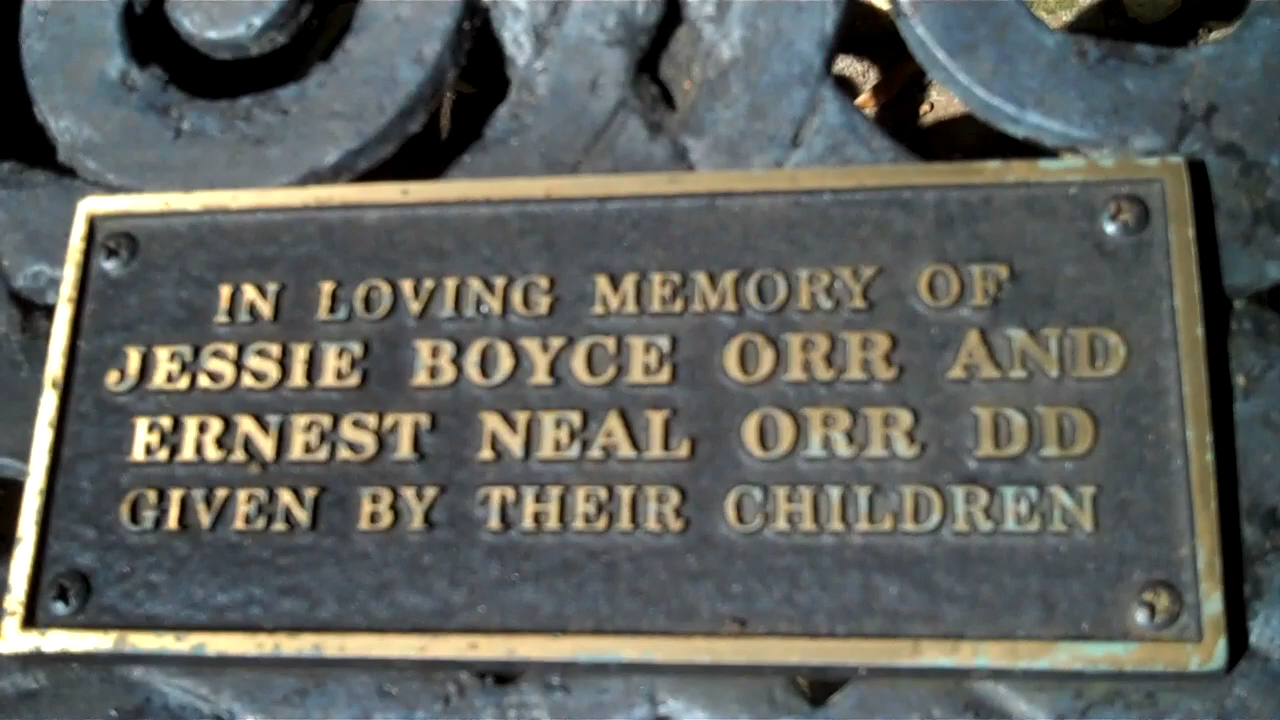 IN LOVING MEMORY OF
JESSIE BOYCE ORR AND
ERNEST NEAL ORR DD
GIVEN BY THEIR CHILDREN